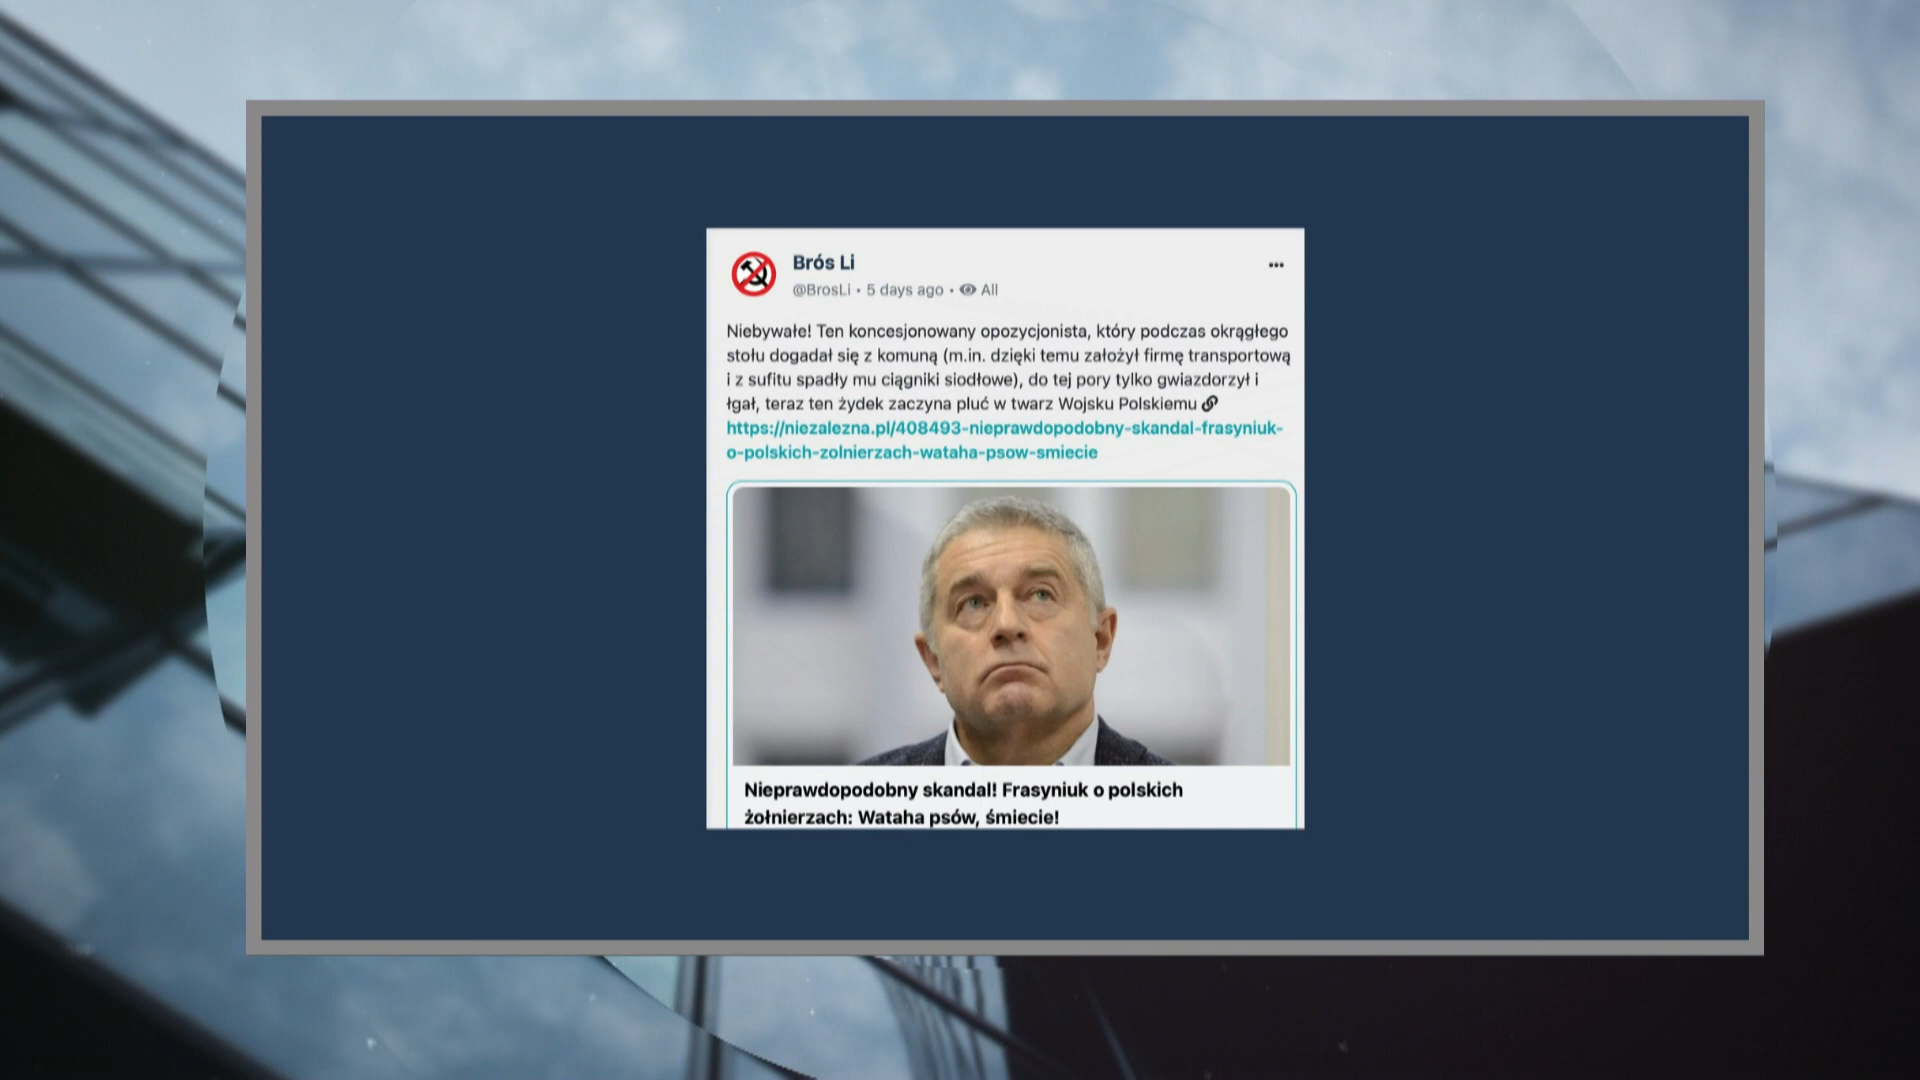 Brós Li
@BrosLi • 5 days ago • All
Niebywałe! Ten koncesjonowany opozycjonista, który podczas okrągłego
stołu dogadał się z komuną (m.in. dzięki temu założył firmę transportową
i z sufitu spadły mu ciągniki siodłowe), do tej pory tylko gwiazdorzył i
łgał, teraz ten żydek zaczyna pluć w twarz Wojsku Polskiemu
https://niezalezna.pl/408493-nieprawdopodobny-skandal-frasyniuk-
o-polskich-zolnierzach-wataha-psow-smiecie
Nieprawdopodobny skandal! Frasyniuk o polskich
żołnierzach: Wataha psów, śmiecie!